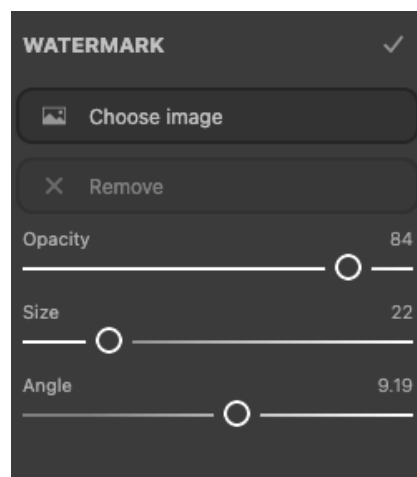 WATERMARK
Choose image
Remove
Opacity 84
Size 22
Angle 9.19